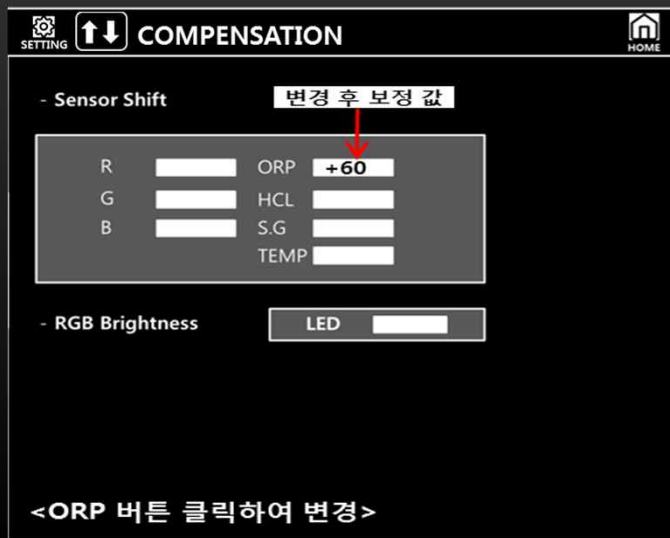 SETTING COMPENSATION HOME
- Sensor Shift 변경 후 보정 값
R ORP +60
G HCL
B S.G
TEMP
- RGB Brightness LED
<ORP 버튼 클릭하여 변경>